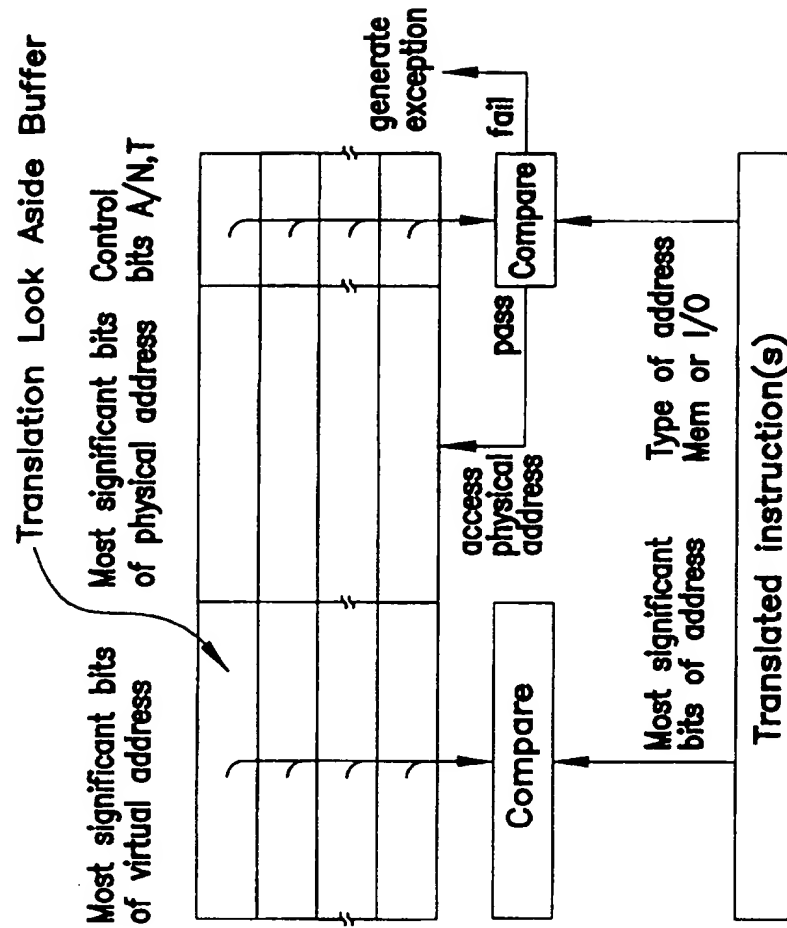 Translation Look Aside Buffer
Most significant bits
of virtual address
Most significant bits
of physical address
Control
bits A/N,T
generate
exception
fail
Compare
pass
access
physical
address
Compare
Most significant
bits of address
Type of address
Mem or I/O
Translated instruction(s)